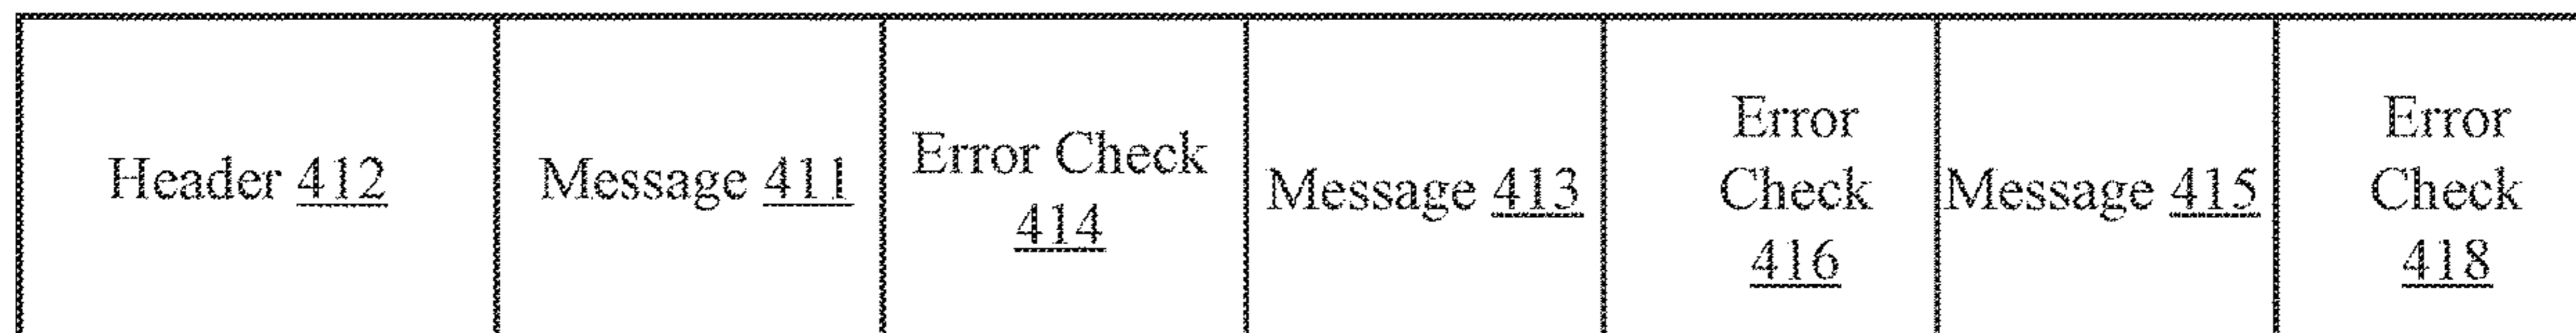 Header 412
Message 411
Error Check
414
Message 413
Error
Check
416
Message 415
Error
Check
418